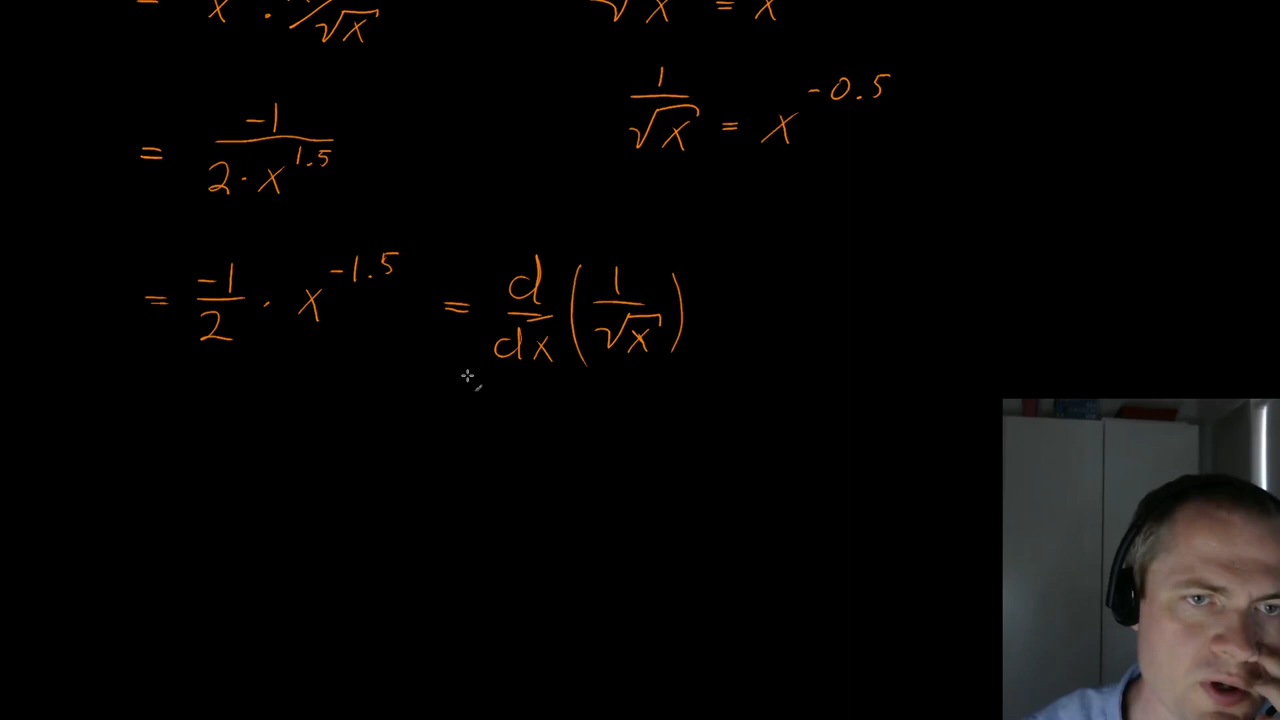 √x = x
1/√x = x^-0.5
= -1/(2·x^1.5)
= -1/2 · x^-1.5 = d/dx (1/√x)